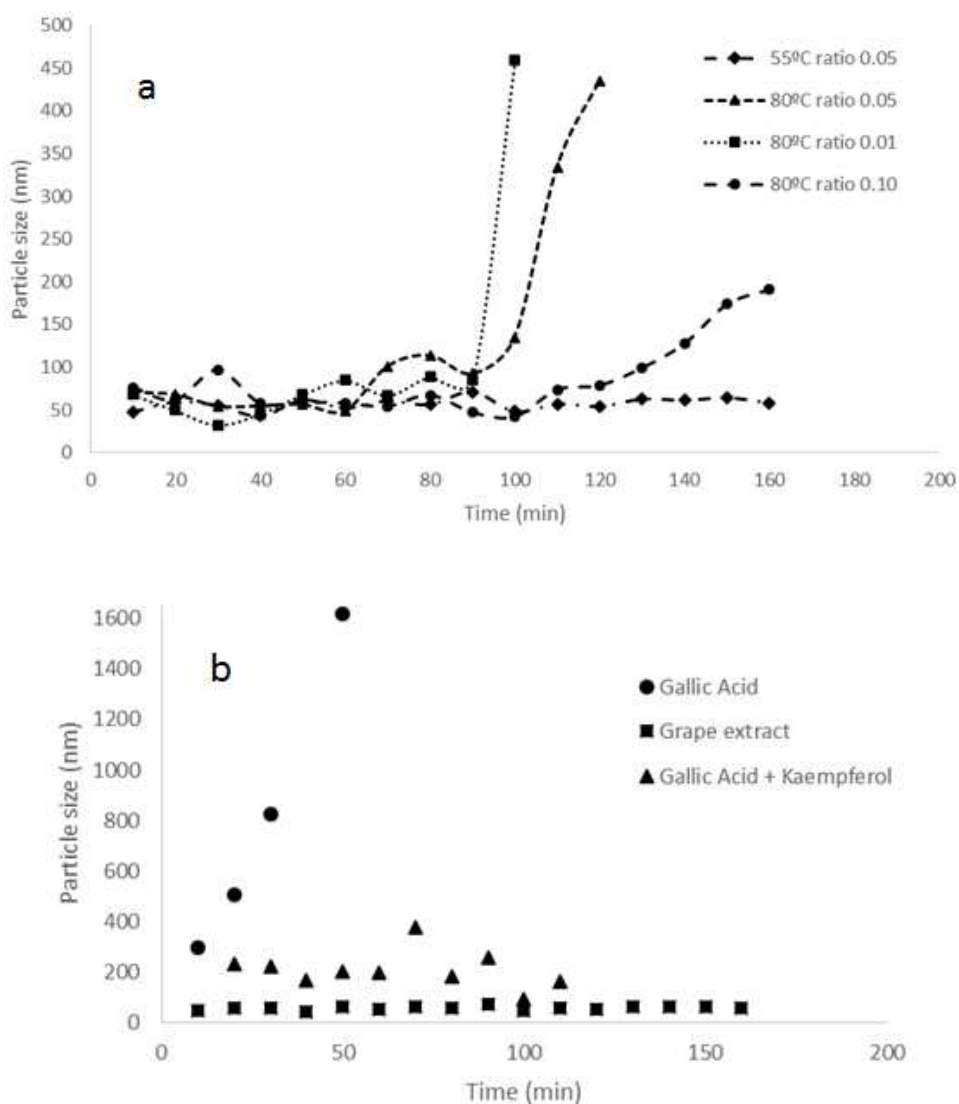 500
450
400
350
300
250
200
150
100
50
0
Particle size (nm)
a
55ºC ratio 0.05
80ºC ratio 0.05
80ºC ratio 0.01
80ºC ratio 0.10
0 20 40 60 80 100 120 140 160 180 200
Time (min)
1600
1400
1200
1000
800
600
400
200
0
Particle size (nm)
b
Gallic Acid
Grape extract
Gallic Acid + Kaempferol
0 50 100 150 200
Time (min)